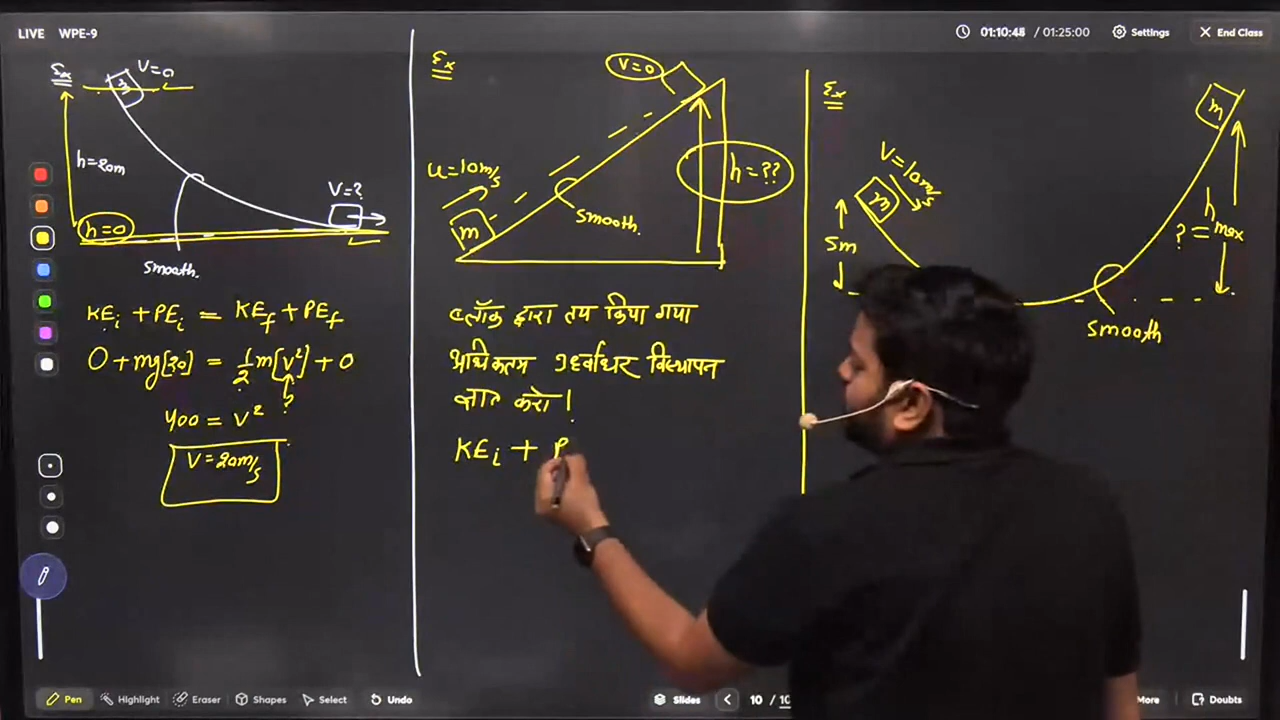 LIVE WPE-9
01:10:48 / 01:25:00 Settings End Class
Ex
V=0
m
h=20m
V=?
h=0
Smooth.
KEi + PEi = KEf + PEf
0 + mg[20] = 1/2 m[v²] + 0
?
400 = v²
V = 20m/s
Ex
V=0
u=10m/s
m
h=??
Smooth.
ब्लॉक द्वारा तय किया गया
अधिकतम ऊर्ध्वाधर विस्थापन
ज्ञात करो!
KEi + P
Ex
m
V=10m/s
m
5m
? = hmax
Smooth
Pen Highlight Eraser Shapes Select Undo Slides 10 / 10 More Doubts